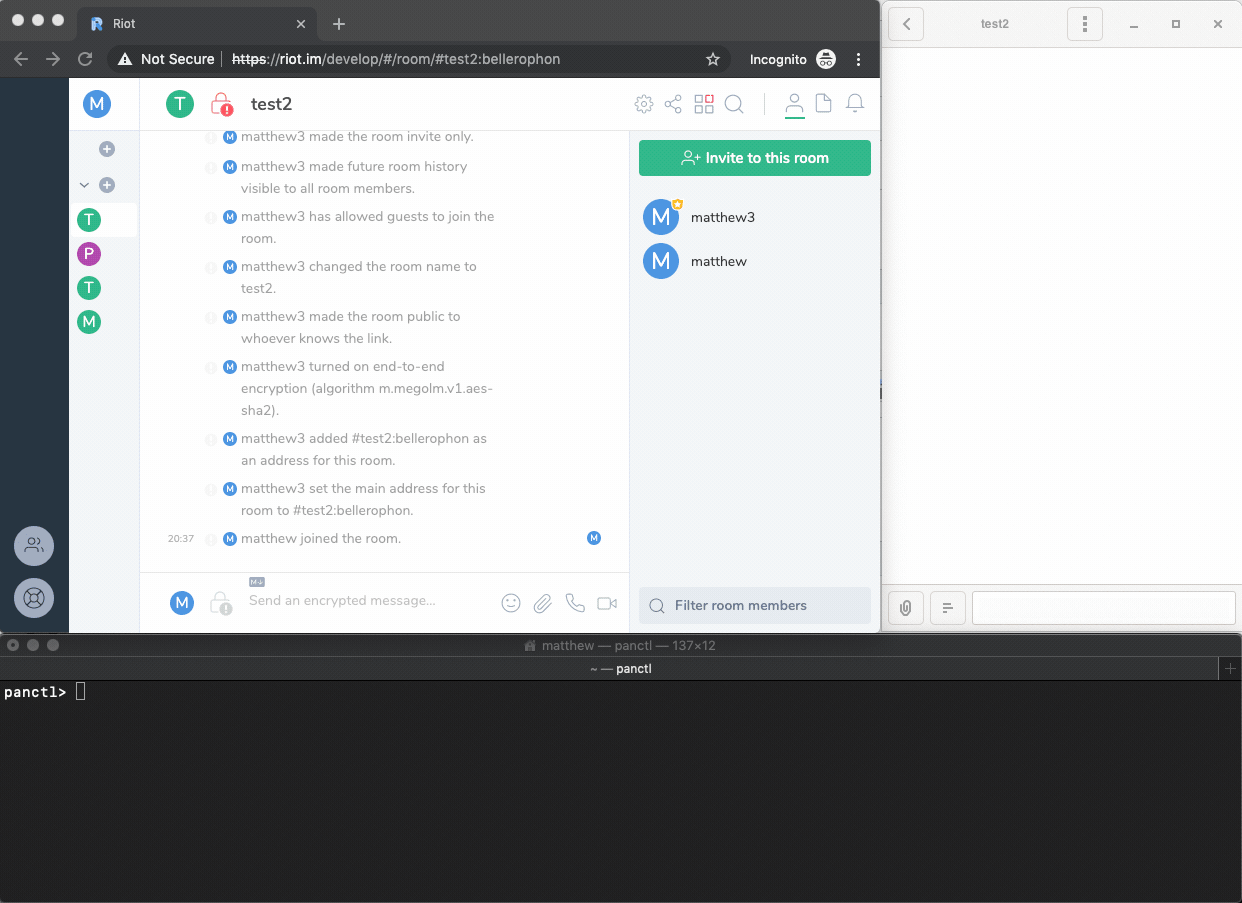 Riot
test2
Not Secure
https://riot.im/develop/#/room/#test2:bellerophon
Incognito
M
T
test2
M
matthew3 made the room invite only.
M
matthew3 made future room history
visible to all room members.
M
matthew3 has allowed guests to join the
room.
M
matthew3 changed the room name to
test2.
M
matthew3 made the room public to
whoever knows the link.
M
matthew3 turned on end-to-end
encryption (algorithm m.megolm.v1.aes-
sha2).
M
matthew3 added #test2:bellerophon as
an address for this room.
M
matthew3 set the main address for this
room to #test2:bellerophon.
20:37
M
matthew joined the room.
M
T
P
T
M
Invite to this room
M
matthew3
M
matthew
M
M↓
Send an encrypted message...
Filter room members
matthew — panctl — 137×12
~ — panctl
panctl>